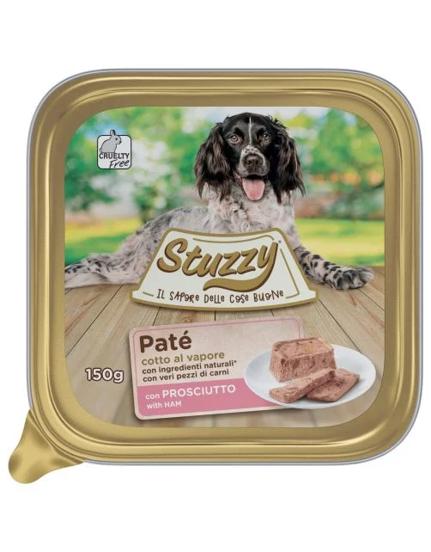 CRUELTY
Free
Stuzzy
IL SAPORE DELLE COSE BUONE
Paté
cotto al vapore
con ingredienti naturali*
con veri pezzi di carni
150g
con PROSCIUTTO
with HAM